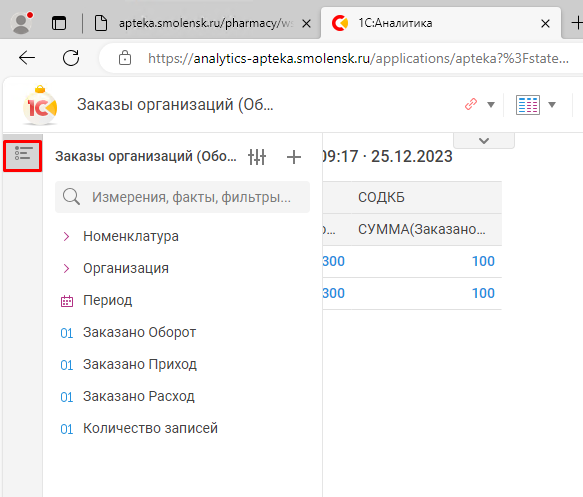 apteka.smolensk.ru/pharmacy/ws
1С:Аналитика
https://analytics-apteka.smolensk.ru/applications/apteka?%3Fstate...
1С
Заказы организаций (Об...
Заказы организаций (Обо...
09:17 · 25.12.2023
Измерения, факты, фильтры...
СОДКБ
о...
СУММА(Заказано...
Номенклатура
300
100
Организация
300
100
Период
01 Заказано Оборот
01 Заказано Приход
01 Заказано Расход
01 Количество записей